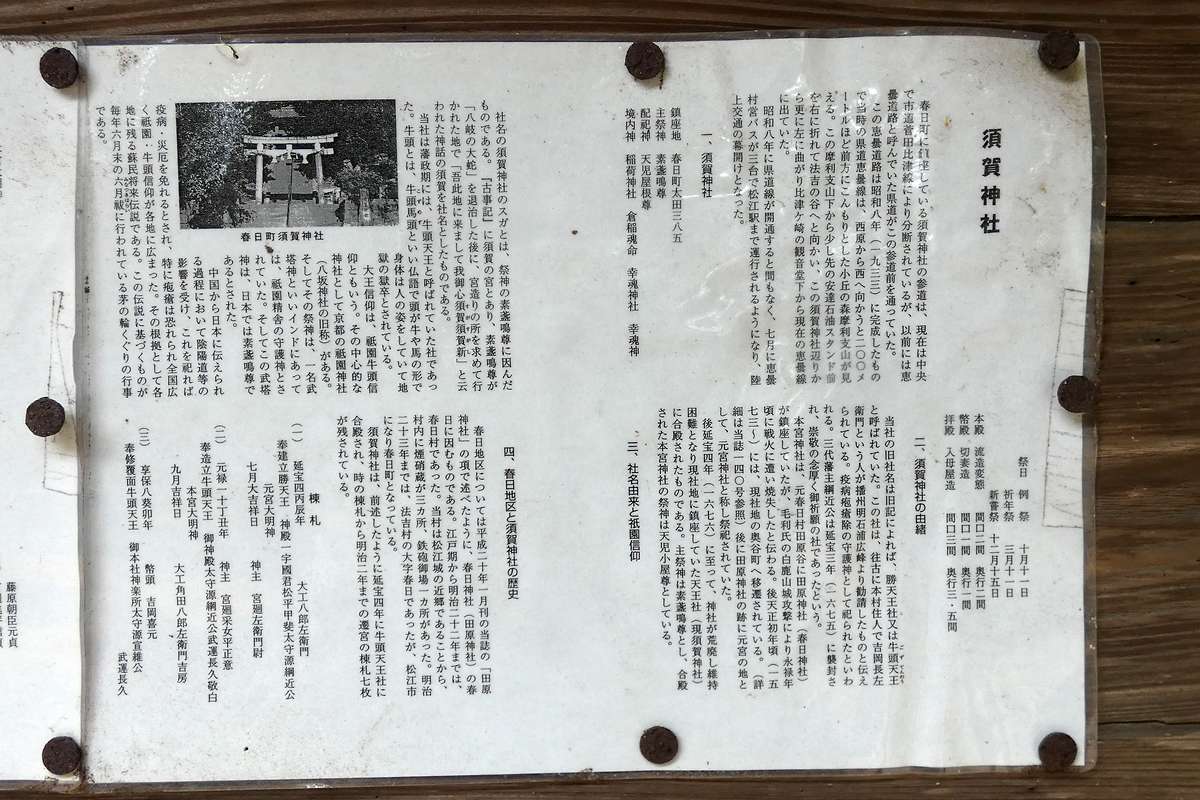 須賀神社
春日町に鎮座している須賀神社の参道は、現在は中央
で市道菅田比津線により分断されているが、以前には恵
曇道路と呼んでいた県道がこの参道前を通っていた。
この恵曇道路は昭和八年（一九三三）に完成したもの
で当時の県道恵曇線は、西原から西へ向かうと二〇〇メ
ートルほど前方にこんもりとした小丘の森摩利支山が見
える。この摩利支山下から少し先の安達石油スタンド前
を右に折れて法吉の谷へと向かい、この須賀神社辺りか
ら更に左に曲がり比津ケ崎の観音堂下から現在の恵曇線
に出ていた。
昭和八年に県道線が開通すると間もなく、七月に恵曇
村営バスが三台で松江駅まで運行されるようになり、陸
上交通の幕開けとなった。
一、須賀神社
鎮座地 春日町太田三八五
主祭神 素盞鳴尊
配祀神 天児屋根尊
境内神 稲荷神社 倉稲魂命 幸魂神社 幸魂神
祭日 例祭 十月十一日
祈年祭 三月十一日
新嘗祭 十二月十五日
本殿 流造変態 間口二間 奥行二間
幣殿 切妻造 間口一間 奥行一間
拝殿 入母屋造 間口三間 奥行三・五間
二、須賀神社の由緒
当社の旧社名は旧記によれば、勝天王社又は牛頭天王
と呼ばれていた。この社は、往古に本村住人で吉岡長左
衛門という人が播州明石浦広峰より勧請したものと伝え
られている。疫病疱瘡除の守護神として祀られたといわ
れる。三代藩主綱近公は延宝三年（一六七五）に襲封さ
れ、崇敬の念厚く御祈願の社であったという。
本宮神社は、元春日村田原谷に田原神社（春日神社）
が鎮座していたが、毛利氏の白鹿山城攻撃により永禄年
頃に戦火に遭い焼失したと伝わる。後天正初年頃（一五
七三～）には、現社地の奥谷町へ移遷されている。（詳
細は当誌一四〇号参照）後に田原神社の跡に元宮の地と
して、元宮神社と称し祭祀されていた。
後延宝四年（一六七六）に至って、神社が荒廃し維持
困難となり現社地に鎮座していた天王社（現須賀神社）
に合殿されたものである。主祭神は素盞鳴尊とし、合殿
された本宮神社の祭神は天児小屋尊としている。
三、社名由来と祇園信仰
社名の須賀神社のスガとは、祭神の素盞鳴尊に因んだ
ものである。『古事記』に須賀の宮とあり、素盞鳴尊が
「八岐の大蛇」を退治した後に、宮造りの所を求めて行
かれた地で「吾此地に来まして我御心須賀須賀新」と云
われた神話の須賀を社名としたものである。
当社は藩政期には、牛頭天王と呼ばれていた社であっ
た。牛頭とは、牛頭馬頭といい仏語で頭が牛や馬の形で
身体は人の姿をしていて地
獄の獄卒とされている。
大王信仰は、祇園牛頭信
仰ともいう。その中心的な
神社として京都の祇園神社
（八坂神社の旧称）がある。
そしてその祭神は、一名武
塔神といいインドにあって
は、祇園精舎の守護神とさ
れていた。そしてこの武塔
神は、日本では素盞鳴尊で
あるとされた。
中国から日本に伝えられ
る過程において陰陽道等の
影響を受け、これを祀れば
特に疱瘡は恐れられ全国広
疫病・災厄を免れるとされ、
く祇園・牛頭信仰が各地に広まった。その根拠として各
地に残る蘇民将来伝説である。この伝説に基づくものが
毎年六月末の六月祓に行われている茅の輪くぐりの行事
である。
春日町須賀神社
四、春日地区と須賀神社の歴史
春日地区については平成二十年一月刊の当誌の「田原
神社」の項で述べたように、春日神社（田原神社）の春
日に因むものである。江戸期から明治二十二年までは、
春日村であった。当村は松江城の近郷であることから、
村内に煙硝蔵が三カ所、鉄砲御場一カ所があった。明治
二十三年までは、法吉村の大字春日であったが、松江市
になり春日町となっている。
須賀神社は、前述したように延宝四年に牛頭天王社に
合殿され、時の棟札から明治二年までの遷宮の棟札七枚
が残されている。
棟札
（一） 延宝四丙辰年 大工八郎左衛門
奉建立勝天王 神殿一宇國君松平甲斐太守源綱近公
元宮大明神
七月大吉祥日 神主 宮廻左衛門尉
（二） 元禄一十丁丑年 神主 宮廻采女平正意
奉造立牛頭天王 御神殿太守源綱近公武運長久敬白
本宮大明神
九月吉祥日 大工角田八郎左衛門吉房
（三） 享保八癸卯年 幣頭 吉岡喜元
奉修覆面牛頭天王 御本社神楽所太守源宣維公
武運長久
藤原朝臣元貞